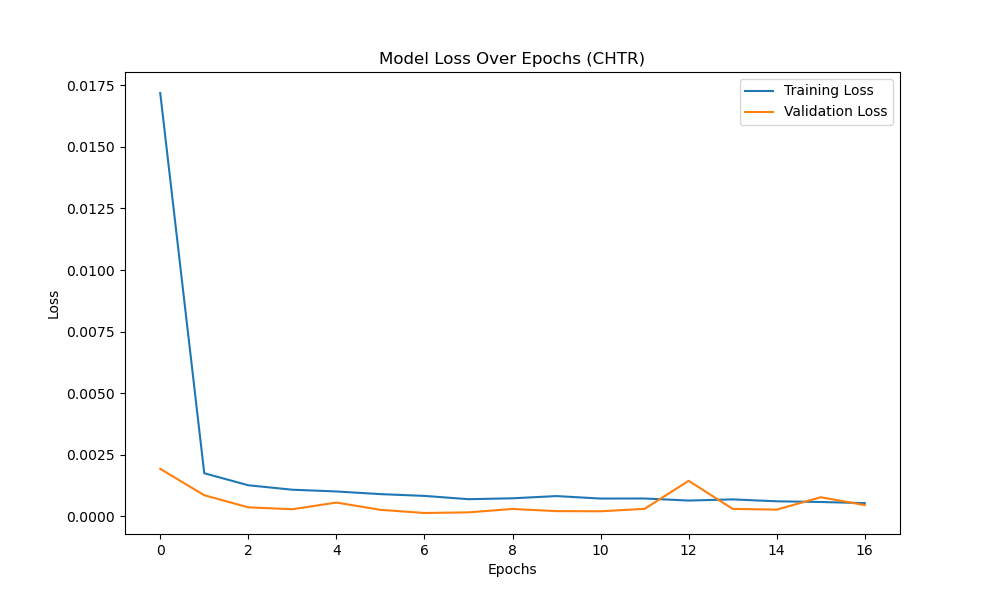 Model Loss Over Epochs (CHTR)
Training Loss
Validation Loss
0.0175
0.0150
0.0125
0.0100
0.0075
0.0050
0.0025
0.0000
Loss
0 2 4 6 8 10 12 14 16
Epochs